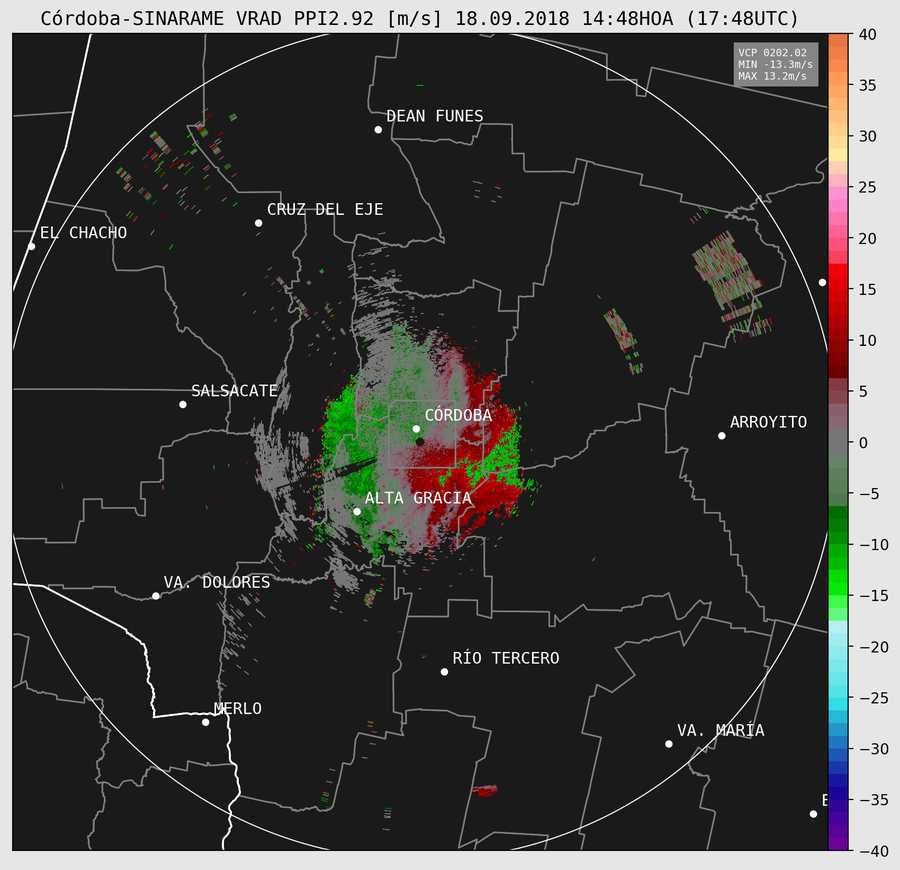 Córdoba-SINARAME VRAD PPI2.92 [m/s] 18.09.2018 14:48HOA (17:48UTC)
VCP 0202.02
MIN -13.3m/s
MAX 13.2m/s
DEAN FUNES
CRUZ DEL EJE
EL CHACHO
SALSACATE
CÓRDOBA
ARROYITO
ALTA GRACIA
VA. DOLORES
RÍO TERCERO
MERLO
VA. MARÍA
40
35
30
25
20
15
10
5
0
−5
−10
−15
−20
−25
−30
−35
−40